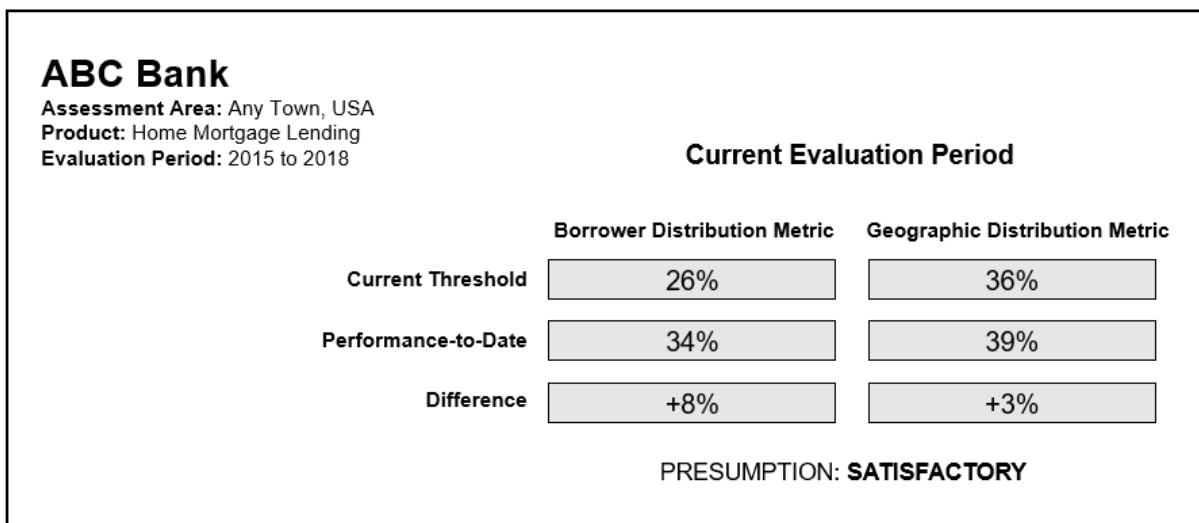 ABC Bank
Assessment Area: Any Town, USA
Product: Home Mortgage Lending
Evaluation Period: 2015 to 2018
Current Evaluation Period
Borrower Distribution Metric Geographic Distribution Metric
Current Threshold 26% 36%
Performance-to-Date 34% 39%
Difference +8% +3%
PRESUMPTION: SATISFACTORY